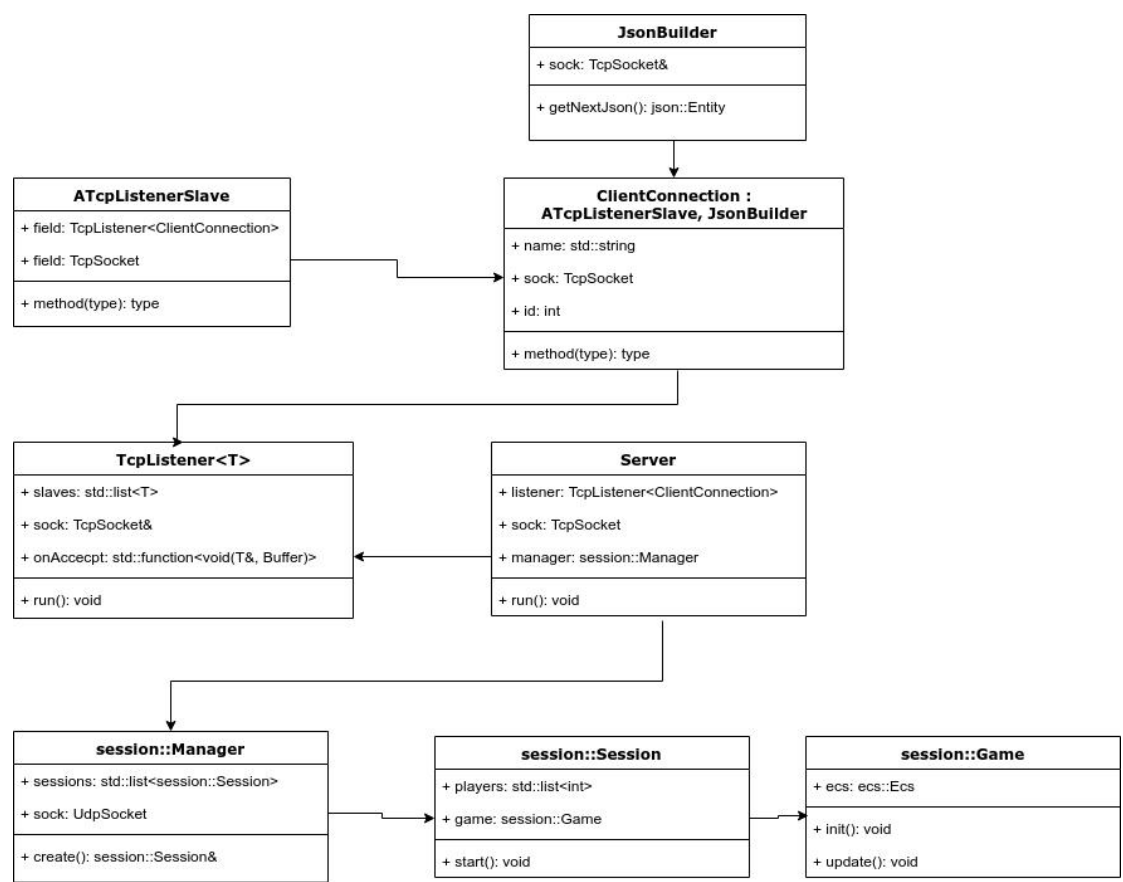 JsonBuilder
+ sock: TcpSocket&
+ getNextJson(): json::Entity
ATcpListenerSlave
+ field: TcpListener<ClientConnection>
+ field: TcpSocket
+ method(type): type
ClientConnection :
ATcpListenerSlave, JsonBuilder
+ name: std::string
+ sock: TcpSocket
+ id: int
+ method(type): type
TcpListener<T>
+ slaves: std::list<T>
+ sock: TcpSocket&
+ onAccecpt: std::function<void(T&, Buffer)>
+ run(): void
Server
+ listener: TcpListener<ClientConnection>
+ sock: TcpSocket
+ manager: session::Manager
+ run(): void
session::Manager
+ sessions: std::list<session::Session>
+ sock: UdpSocket
+ create(): session::Session&
session::Session
+ players: std::list<int>
+ game: session::Game
+ start(): void
session::Game
+ ecs: ecs::Ecs
+ init(): void
+ update(): void